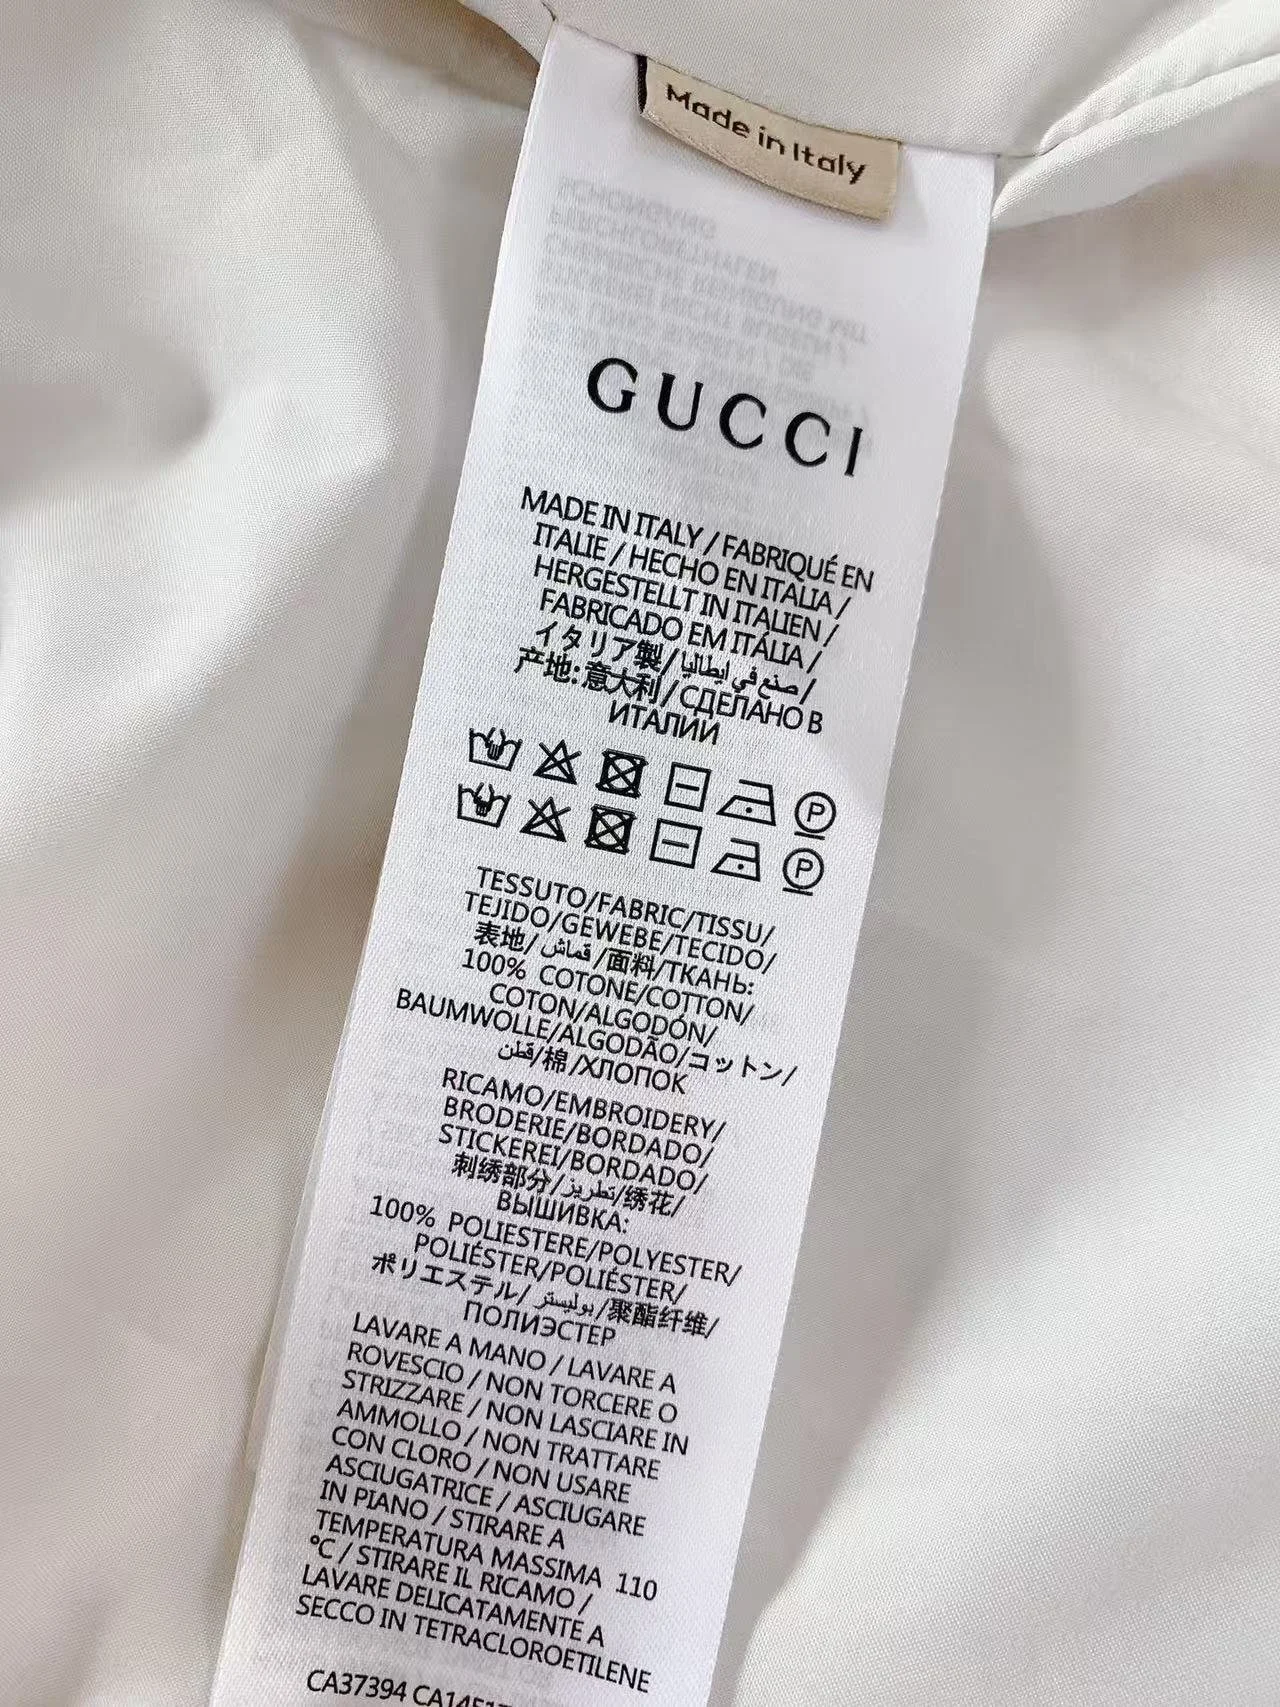 Made in Italy
GUCCI
MADE IN ITALY / FABRIQUÉ EN
ITALIE / HECHO EN ITALIA /
HERGESTELLT IN ITALIEN /
FABRICADO EM ITÁLIA /
イタリア製 / صنع في إيطاليا /
产地: 意大利 / СДЕЛАНО В
ИТАЛИИ
P
P
TESSUTO/FABRIC/TISSU/
TEJIDO/GEWEBE/TECIDO/
表地/ قماش /面料/ТКАНЬ:
100% COTONE/COTTON/
COTON/ALGODÓN/
BAUMWOLLE/ALGODÃO/コットン/
قطن/棉/ХЛОПОК
RICAMO/EMBROIDERY/
BRODERIE/BORDADO/
STICKEREI/BORDADO/
刺绣部分/تطريز/绣花/
ВЫШИВКА:
100% POLIESTERE/POLYESTER/
POLIÉSTER/POLIÉSTER/
ポリエステル/ بوليستر /聚酯纤维/
ПОЛИЭСТЕР
LAVARE A MANO / LAVARE A
ROVESCIO / NON TORCERE O
STRIZZARE / NON LASCIARE IN
AMMOLLO / NON TRATTARE
CON CLORO / NON USARE
ASCIUGATRICE / ASCIUGARE
IN PIANO / STIRARE A
TEMPERATURA MASSIMA 110
°C / STIRARE IL RICAMO /
LAVARE DELICATAMENTE A
SECCO IN TETRACLOROETILENE
CA37394